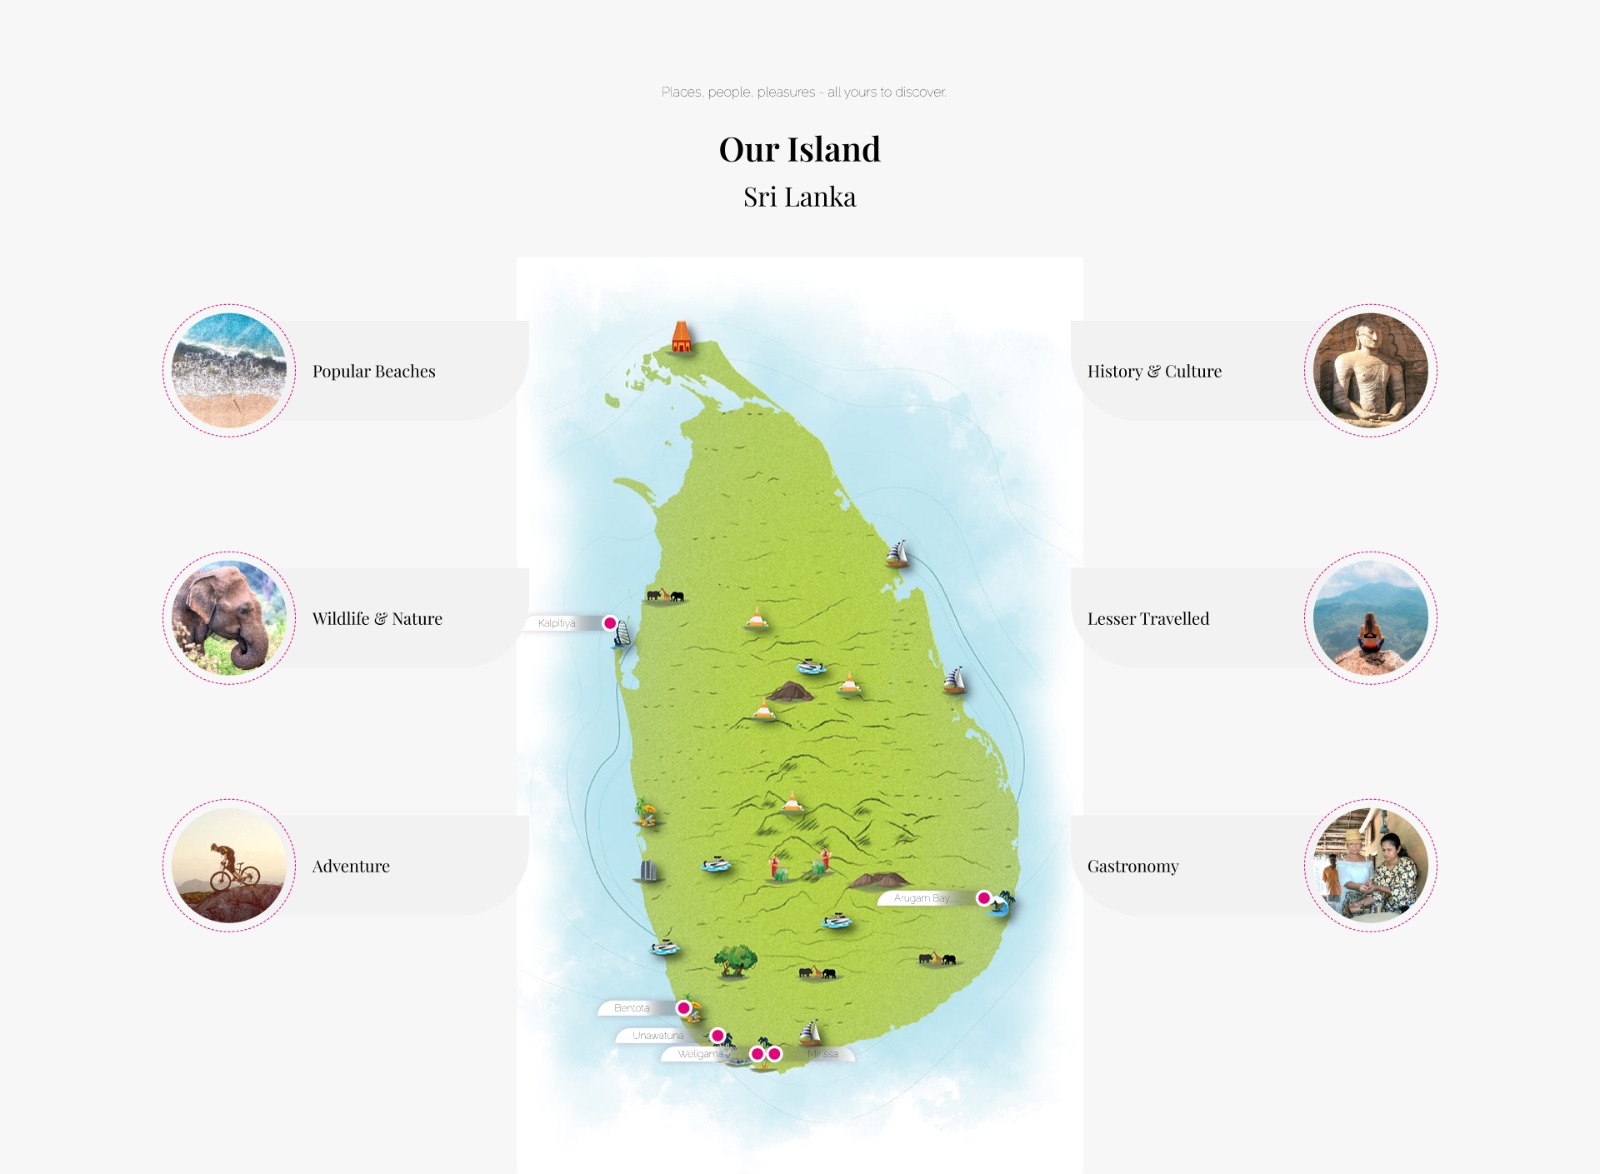 Places, people, pleasures - all yours to discover.
Our Island
Sri Lanka
Popular Beaches
History & Culture
Wildlife & Nature
Kalpitiya
Lesser Travelled
Adventure
Gastronomy
Arugam Bay...
Bentota
Unawatuna
Weligama
Mirissa